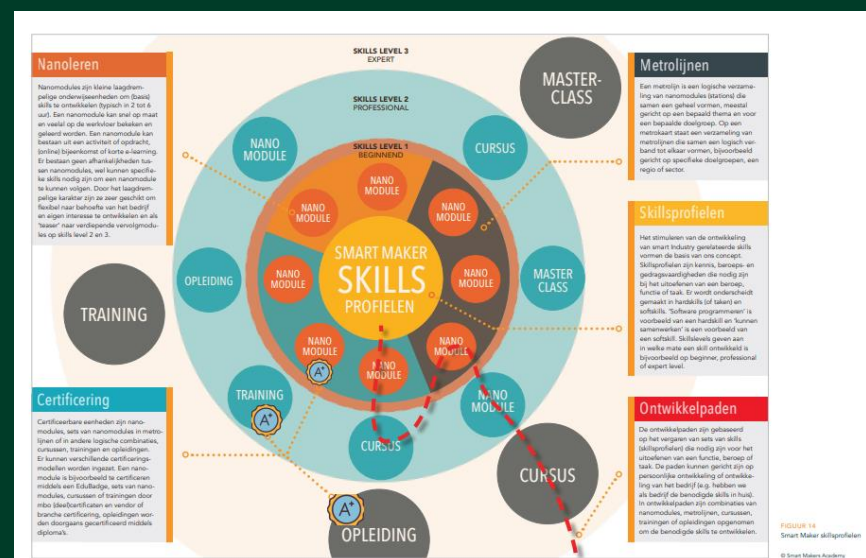 Nanoleren
Nanomodules zijn kleine laagdrem-
pelige onderwijseenheden om (basis)
skills te ontwikkelen (typisch in 2 tot 6
uur). Een nanomodule kan snel op maat
en veelal op de werkvloer bekeken en
geleerd worden. Een nanomodule kan
bestaan uit een activiteit of opdracht,
(online) bijeenkomst of korte e-learning.
Er bestaan geen afhankelijkheden tus-
sen nanomodules, wel kunnen specifie-
ke skills nodig zijn om een nanomodule
te kunnen volgen. Door het laagdrem-
pelige karakter zijn ze zeer geschikt om
flexibel naar behoefte van het bedrijf
en eigen interesse te ontwikkelen en als
'teaser' naar verdiepende vervolgmodu-
les op skills level 2 en 3.
SKILLS LEVEL 3
EXPERT
SKILLS LEVEL 2
PROFESSIONAL
SKILLS LEVEL 1
BEGINNEND
MASTER-
CLASS
NANO
MODULE
CURSUS
NANO
MODULE
NANO
MODULE
NANO
MODULE
NANO
MODULE
SMART MAKER
SKILLS
PROFIELEN
OPLEIDING
NANO
MODULE
NANO
MODULE
MASTER
CLASS
TRAINING
NANO
MODULE
NANO
MODULE
NANO
MODULE
A+
TRAINING
A+
NANO
MODULE
CURSUS
CURSUS
A+
OPLEIDING
Metrolijnen
Een metrolijn is een logische verzame-
ling van nanomodules (stations) die
samen een geheel vormen, meestal
gericht op een bepaald thema en voor
een bepaalde doelgroep. Op een
metrokaart staat een verzameling van
metrolijnen die samen een logisch ver-
band tot elkaar vormen, bijvoorbeeld
gericht op specifieke doelgroepen, een
regio of sector.
Skillsprofielen
Het stimuleren van de ontwikkeling
van smart Industry gerelateerde skills
vormen de basis van ons concept.
Skillsprofielen zijn kennis, beroeps- en
gedragsvaardigheden die nodig zijn
bij het uitoefenen van een beroep,
functie of taak. Er wordt onderscheidt
gemaakt in hardskills (of taken) en
softskills. 'Software programmeren' is
voorbeeld van een hardskill en 'kunnen
samenwerken' is een voorbeeld van
een softskill. Skillslevels geven aan
in welke mate een skill ontwikkeld is
bijvoorbeeld op beginner, professional
of expert level.
Certificering
Certificeerbare eenheden zijn nano-
modules, sets van nanomodules in metro-
lijnen of in andere logische combinaties,
cursussen, trainingen en opleidingen.
Er kunnen verschillende certificerings-
modellen worden ingezet. Een nano-
module is bijvoorbeeld te certificeren
middels een EduBadge, sets van nano-
modules, cursussen of trainingen door
mbo (deel)certificaten en vendor of
branche certificering, opleidingen wor-
den doorgaans gecertificeerd middels
diploma's.
Ontwikkelpaden
De ontwikkelpaden zijn gebaseerd
op het vergaren van sets van skills
(skillsprofielen) die nodig zijn voor het
uitoefenen van een functie, beroep of
taak. De paden kunnen gericht zijn op
persoonlijke ontwikkeling of ontwikke-
ling van het bedrijf (e.g. hebben we
als bedrijf de benodigde skills in huis).
In ontwikkelpaden zijn combinaties van
nanomodules, metrolijnen, cursussen,
trainingen of opleidingen opgenomen
om de benodigde skills te ontwikkelen.
FIGUUR 14
Smart Maker skillsprofielen
© Smart Makers Academy